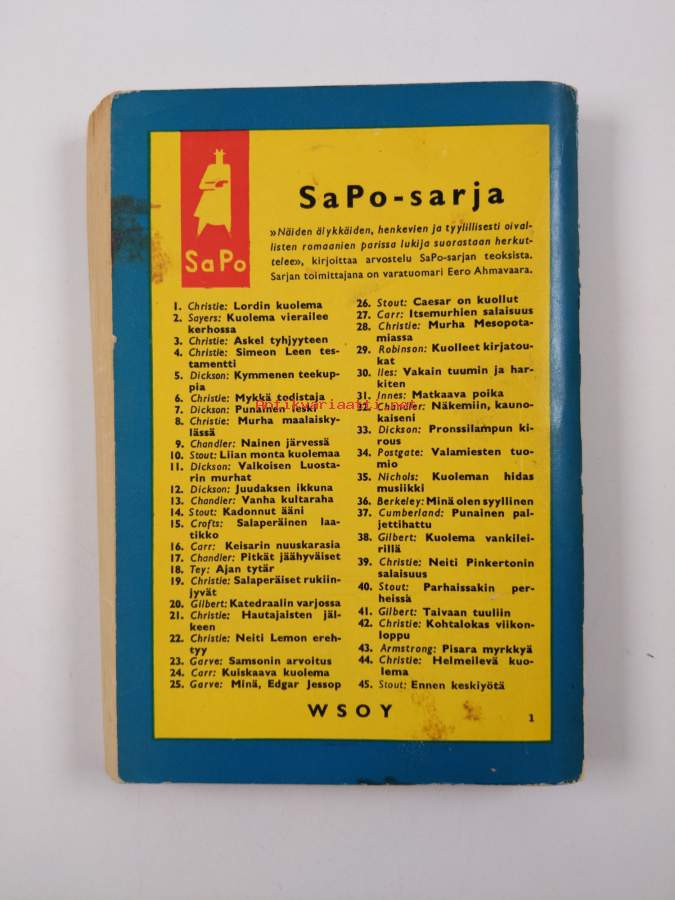 SaPo
SaPo-sarja
»Näiden älykkäiden, henkevien ja tyylillisesti oival-
listen romaanien parissa lukija suorastaan herkut-
telee», kirjoittaa arvostelu SaPo-sarjan teoksista.
Sarjan toimittajana on varatuomari Eero Ahmavaara.
1. Christie: Lordin kuolema
2. Sayers: Kuolema vierailee
kerhossa
3. Christie: Askel tyhjyyteen
4. Christie: Simeon Leen tes-
tamentti
5. Dickson: Kymmenen teekup-
pia
6. Christie: Mykkä todistaja
7. Dickson: Punainen leski
8. Christie: Murha maalaisky-
lässä
9. Chandler: Nainen järvessä
10. Stout: Liian monta kuolemaa
11. Dickson: Valkoisen Luosta-
rin murhat
12. Dickson: Juudaksen ikkuna
13. Chandler: Vanha kultaraha
14. Stout: Kadonnut ääni
15. Crofts: Salaperäinen laa-
tikko
16. Carr: Keisarin nuuskarasia
17. Chandler: Pitkät jäähyväiset
18. Tey: Ajan tytär
19. Christie: Salaperäiset rukiin-
jyvät
20. Gilbert: Katedraalin varjossa
21. Christie: Hautajaisten jäl-
keen
22. Christie: Neiti Lemon ereh-
tyy
23. Garve: Samsonin arvoitus
24. Carr: Kuiskaava kuolema
25. Garve: Minä, Edgar Jessop
26. Stout: Caesar on kuollut
27. Carr: Itsemurhien salaisuus
28. Christie: Murha Mesopota-
miassa
29. Robinson: Kuolleet kirjatou-
kat
30. Iles: Vakain tuumin ja har-
kiten
31. Innes: Matkaava poika
32. Chandler: Näkemiin, kauno-
kaiseni
33. Dickson: Pronssilampun ki-
rous
34. Postgate: Valamiesten tuo-
mio
35. Nichols: Kuoleman hidas
musiikki
36. Berkeley: Minä olen syyllinen
37. Cumberland: Punainen pal-
jettihattu
38. Gilbert: Kuolema vankilei-
rillä
39. Christie: Neiti Pinkertonin
salaisuus
40. Stout: Parhaissakin per-
heissä
41. Gilbert: Taivaan tuuliin
42. Christie: Kohtalokas viikon-
loppu
43. Armstrong: Pisara myrkkyä
44. Christie: Helmeilevä kuo-
lema
45. Stout: Ennen keskiyötä
WSOY
1
Antikvariaatti.net